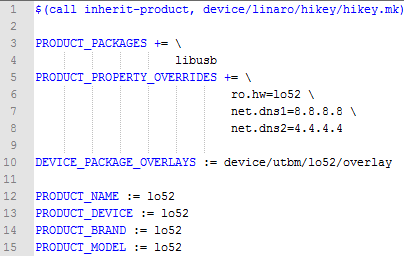 1 $(call inherit-product, device/linaro/hikey/hikey.mk)
2
3 PRODUCT_PACKAGES += \
4 libusb
5 PRODUCT_PROPERTY_OVERRIDES += \
6 ro.hw=lo52 \
7 net.dns1=8.8.8.8 \
8 net.dns2=4.4.4.4
9
10 DEVICE_PACKAGE_OVERLAYS := device/utbm/lo52/overlay
11
12 PRODUCT_NAME := lo52
13 PRODUCT_DEVICE := lo52
14 PRODUCT_BRAND := lo52
15 PRODUCT_MODEL := lo52